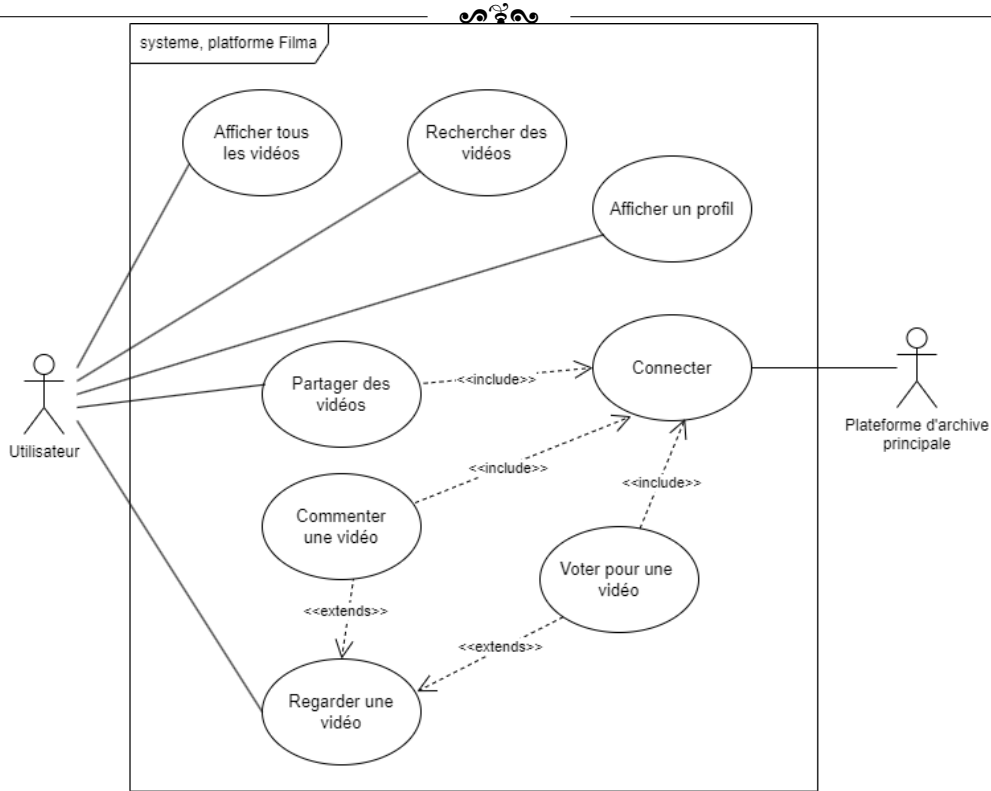 systeme, platforme Filma
Afficher tous
les vidéos
Rechercher des
vidéos
Afficher un profil
Partager des
vidéos
<<include>>
Connecter
Utilisateur
Plateforme d'archive
principale
<<include>>
<<include>>
Commenter
une vidéo
Voter pour une
vidéo
<<extends>>
<<extends>>
Regarder une
vidéo